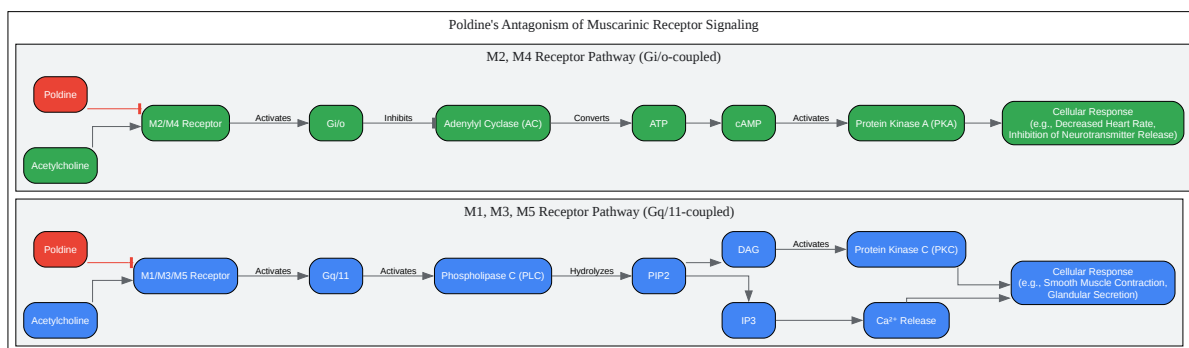 Poldine's Antagonism of Muscarinic Receptor Signaling
M2, M4 Receptor Pathway (Gi/o-coupled)
Poldine
Acetylcholine
M2/M4 Receptor
Activates
Gi/o
Inhibits
Adenylyl Cyclase (AC)
Converts
ATP
cAMP
Activates
Protein Kinase A (PKA)
Cellular Response
(e.g., Decreased Heart Rate,
Inhibition of Neurotransmitter Release)
M1, M3, M5 Receptor Pathway (Gq/11-coupled)
Poldine
Acetylcholine
M1/M3/M5 Receptor
Activates
Gq/11
Activates
Phospholipase C (PLC)
Hydrolyzes
PIP2
DAG
Activates
Protein Kinase C (PKC)
IP3
Ca²⁺ Release
Cellular Response
(e.g., Smooth Muscle Contraction,
Glandular Secretion)